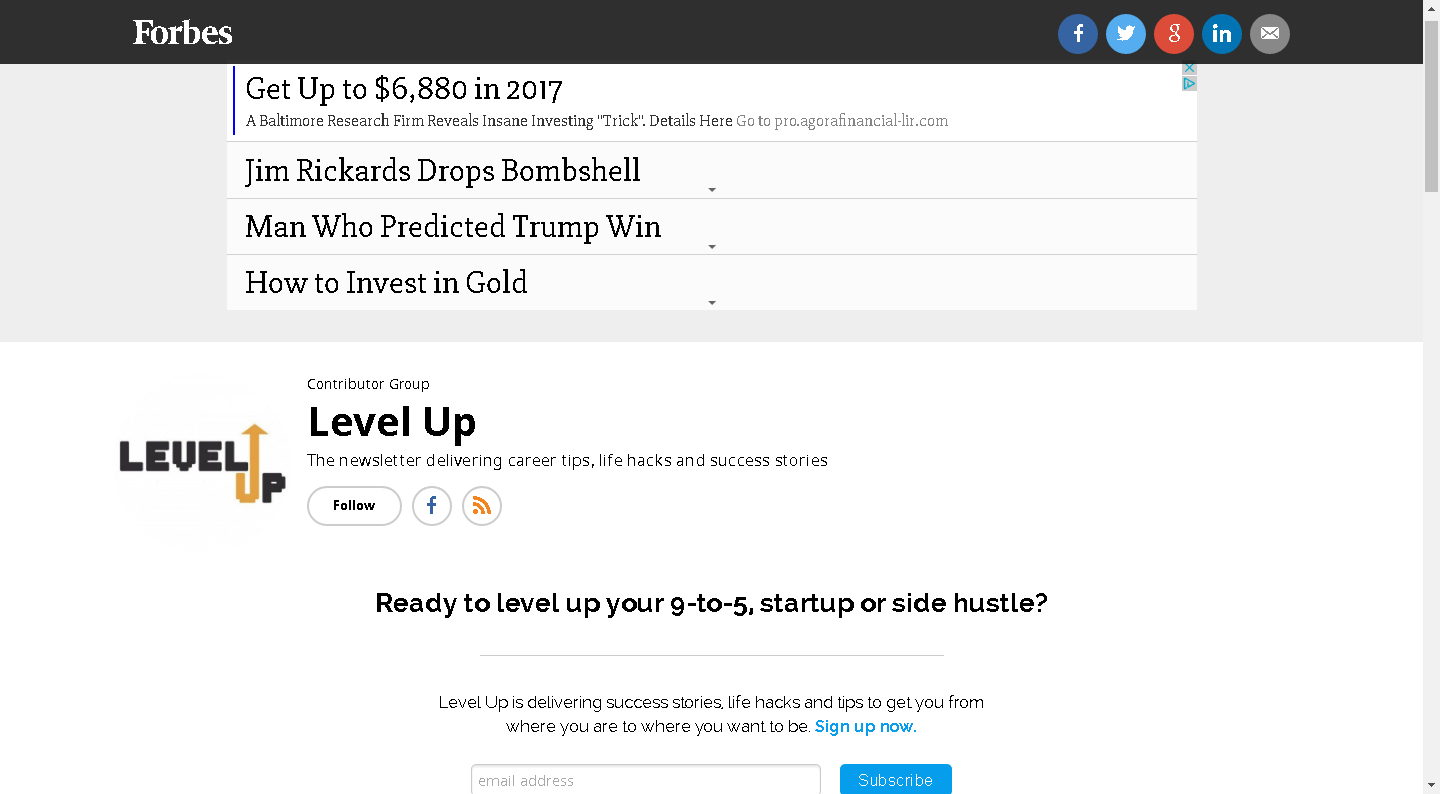 Forbes
Get Up to $6,880 in 2017
A Baltimore Research Firm Reveals Insane Investing "Trick". Details Here Go to pro.agorafinancial-lir.com
Jim Rickards Drops Bombshell
Man Who Predicted Trump Win
How to Invest in Gold
Contributor Group
Level Up
LEVEL UP
The newsletter delivering career tips, life hacks and success stories
Follow
Ready to level up your 9-to-5, startup or side hustle?
Level Up is delivering success stories, life hacks and tips to get you from
where you are to where you want to be. Sign up now.
email address
Subscribe